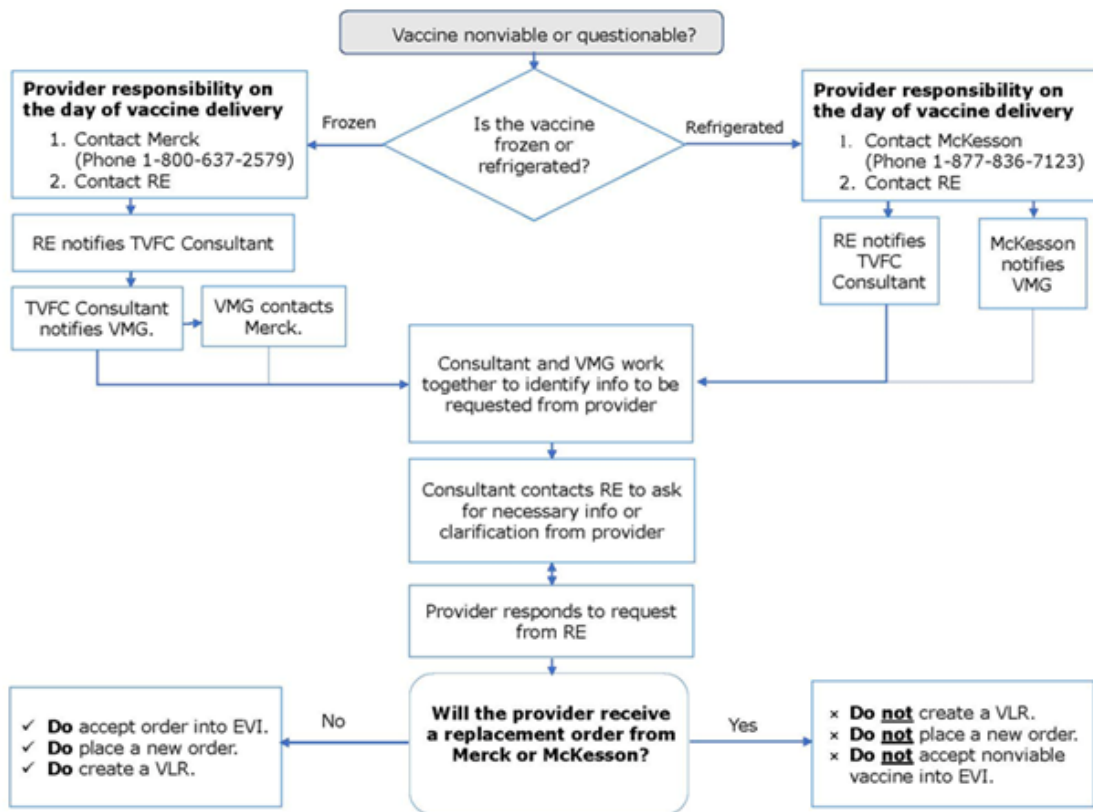 Vaccine nonviable or questionable?
Provider responsibility on
the day of vaccine delivery
1. Contact Merck
(Phone 1-800-637-2579)
2. Contact RE
Frozen
Is the vaccine
frozen or
refrigerated?
Refrigerated
Provider responsibility on
the day of vaccine delivery
1. Contact McKesson
(Phone 1-877-836-7123)
2. Contact RE
RE notifies TVFC Consultant
RE notifies
TVFC
Consultant
McKesson
notifies
VMG
TVFC Consultant
notifies VMG.
VMG contacts
Merck.
Consultant and VMG work
together to identify info to be
requested from provider
Consultant contacts RE to ask
for necessary info or
clarification from provider
Provider responds to request
from RE
Will the provider receive
a replacement order from
Merck or McKesson?
No
✓ Do accept order into EVI.
✓ Do place a new order.
✓ Do create a VLR.
Yes
× Do not create a VLR.
× Do not place a new order.
× Do not accept nonviable
vaccine into EVI.